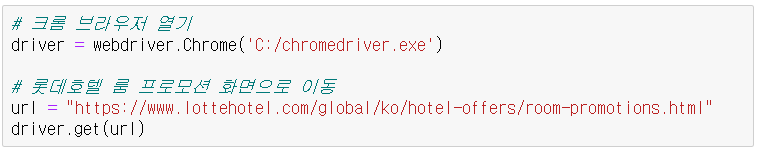 # 크롬 브라우저 열기
driver = webdriver.Chrome('C:/chromedriver.exe')
# 롯데호텔 룸 프로모션 화면으로 이동
url = "https://www.lottehotel.com/global/ko/hotel-offers/room-promotions.html"
driver.get(url)